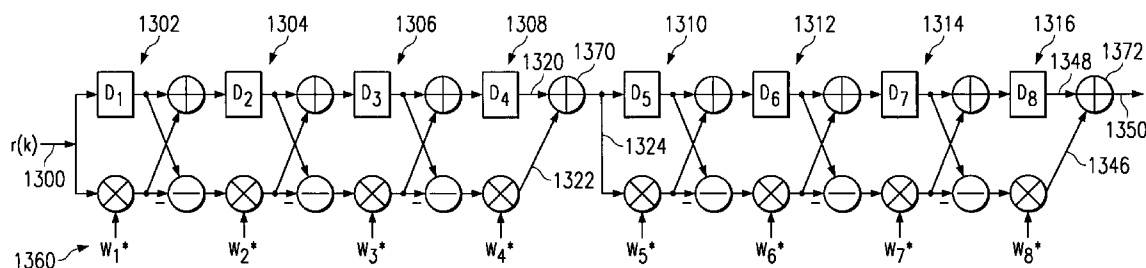 1302 1304 1306 1308 1370 1310 1312 1314 1316 1372
1320 1348
D1 D2 D3 D4 D5 D6 D7 D8
1350
r(k) 1324
1300 1322 1346
W1* W2* W3* W4* W5* W6* W7* W8*
1360